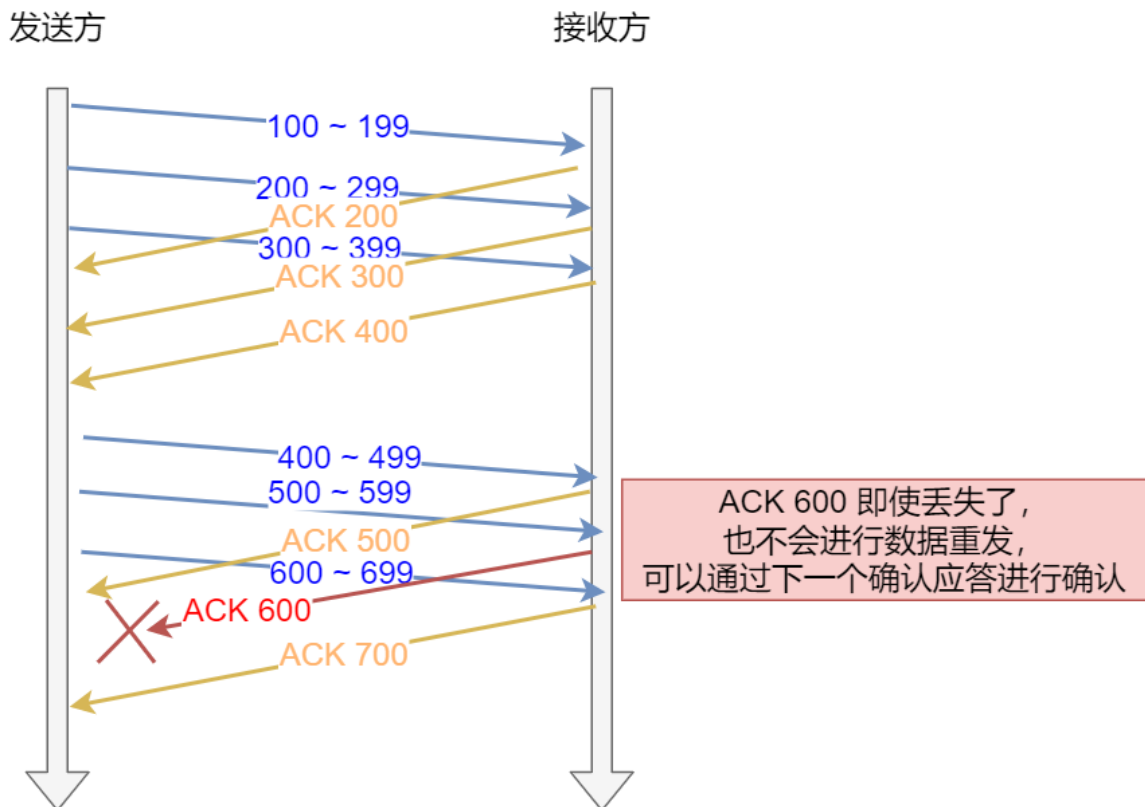 发送方
接收方
100 ~ 199
200 ~ 299
ACK 200
300 ~ 399
ACK 300
ACK 400
400 ~ 499
500 ~ 599
ACK 500
600 ~ 699
ACK 600
ACK 700
ACK 600 即使丢失了，
也不会进行数据重发，
可以通过下一个确认应答进行确认